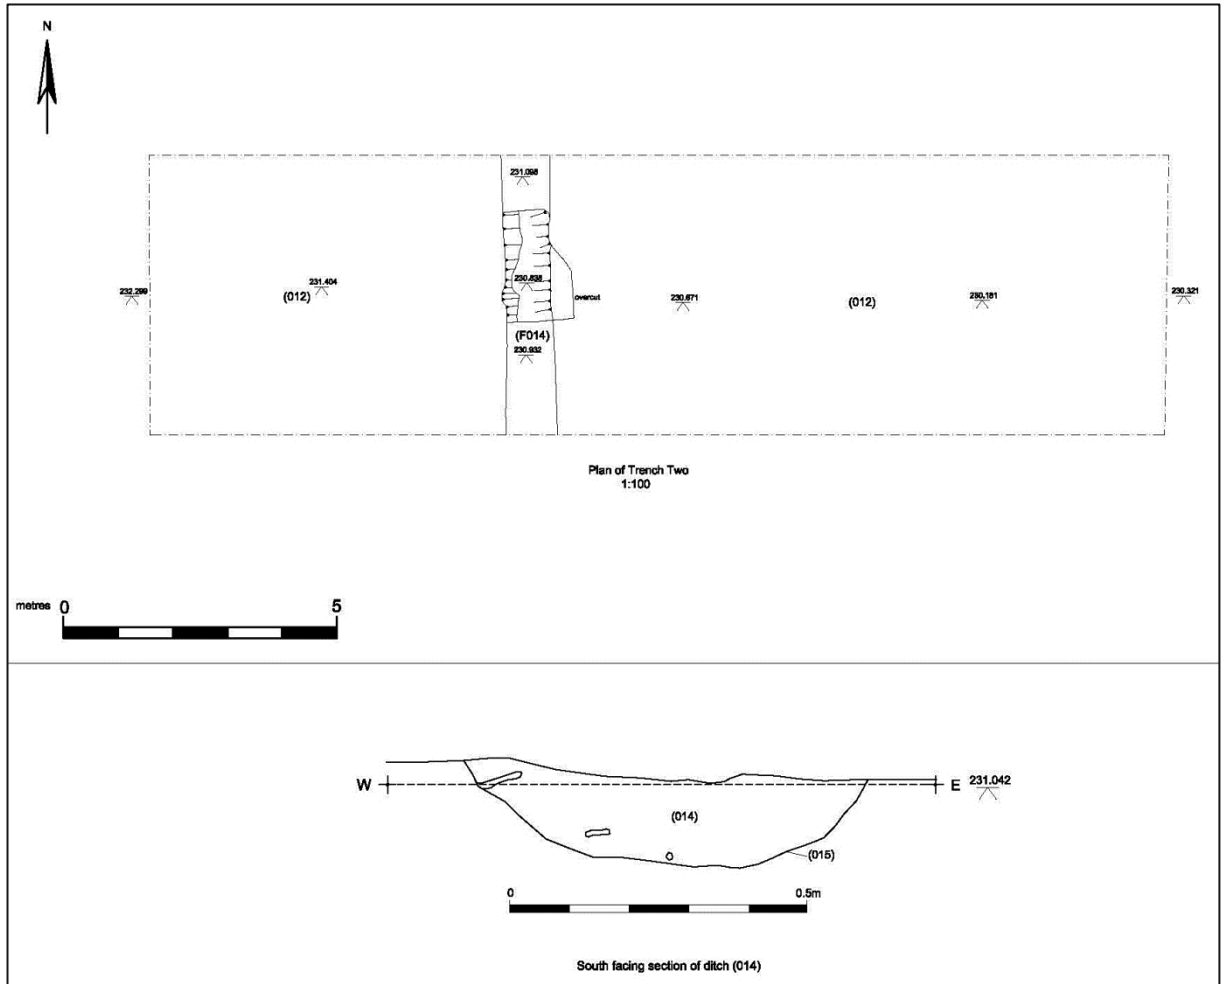 N
231.098
232.299
231.404
(012)
230.838
overcut
230.671
(012)
230.181
230.321
(F014)
230.932
Plan of Trench Two
1:100
metres 0 5
W
E 231.042
(014)
(015)
0 0.5m
South facing section of ditch (014)